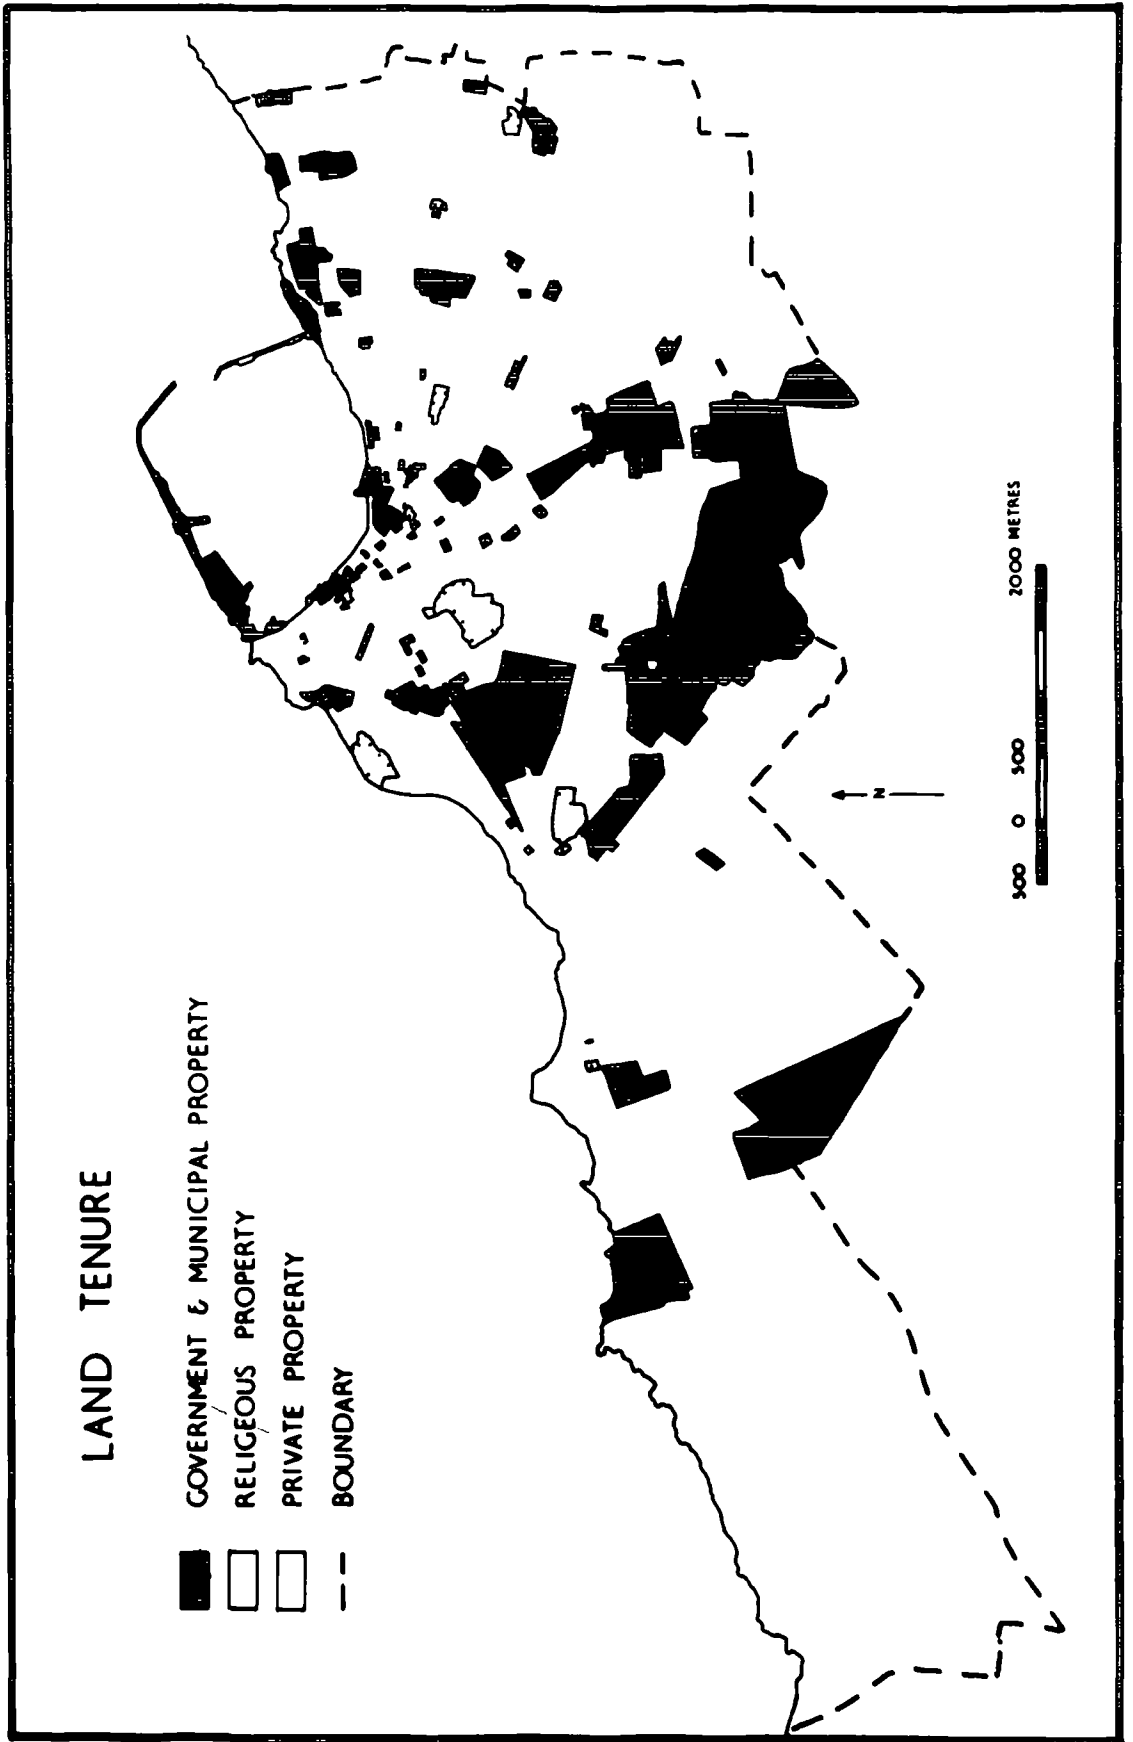 LAND TENURE
GOVERNMENT & MUNICIPAL PROPERTY
RELIGEOUS PROPERTY
PRIVATE PROPERTY
BOUNDARY
N
500 0 500 2000 METRES